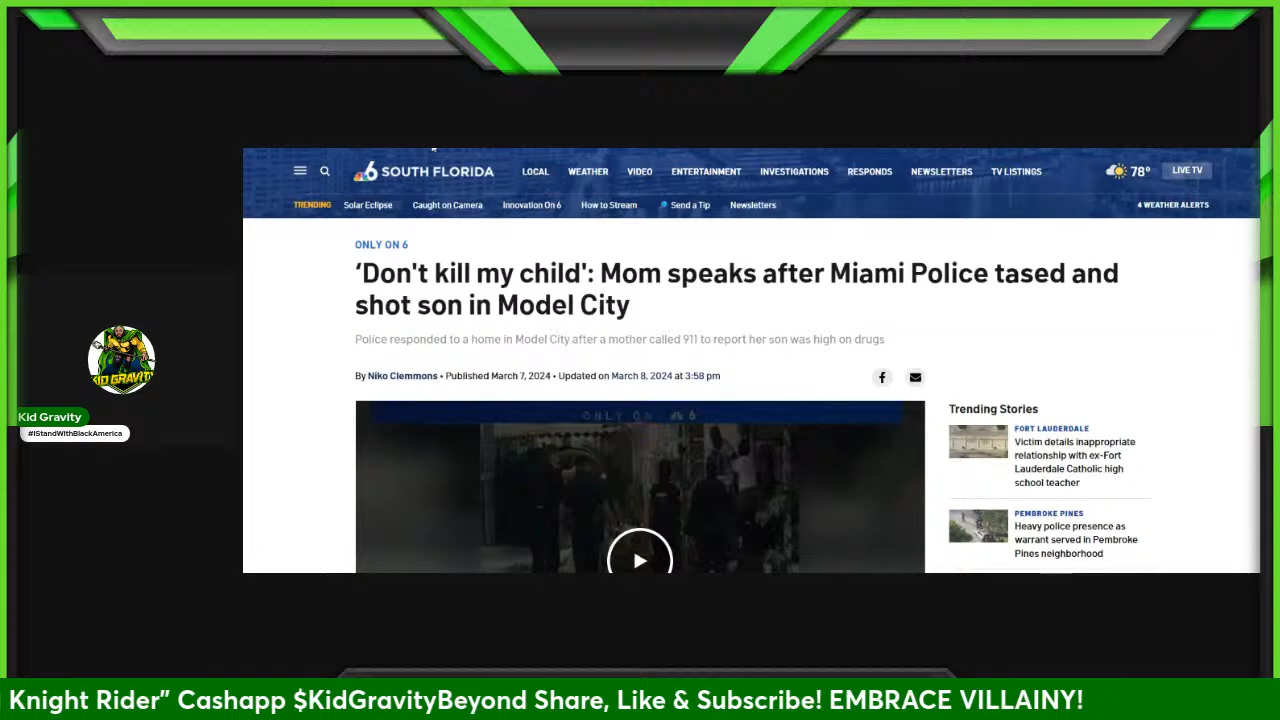 6 SOUTH FLORIDA
LOCAL WEATHER VIDEO ENTERTAINMENT INVESTIGATIONS RESPONDS NEWSLETTERS TV LISTINGS
78° LIVE TV
TRENDING Solar Eclipse Caught on Camera Innovation On 6 How to Stream Send a Tip Newsletters
4 WEATHER ALERTS
ONLY ON 6
‘Don't kill my child': Mom speaks after Miami Police tased and
shot son in Model City
Police responded to a home in Model City after a mother called 911 to report her son was high on drugs
By Niko Clemmons • Published March 7, 2024 • Updated on March 8, 2024 at 3:58 pm
ONLY ON 6
Trending Stories
FORT LAUDERDALE
Victim details inappropriate
relationship with ex-Fort
Lauderdale Catholic high
school teacher
PEMBROKE PINES
Heavy police presence as
warrant served in Pembroke
Pines neighborhood
KID GRAVITY
Kid Gravity
#IStandWithBlackAmerica
Knight Rider” Cashapp $KidGravityBeyond Share, Like & Subscribe! EMBRACE VILLAINY!